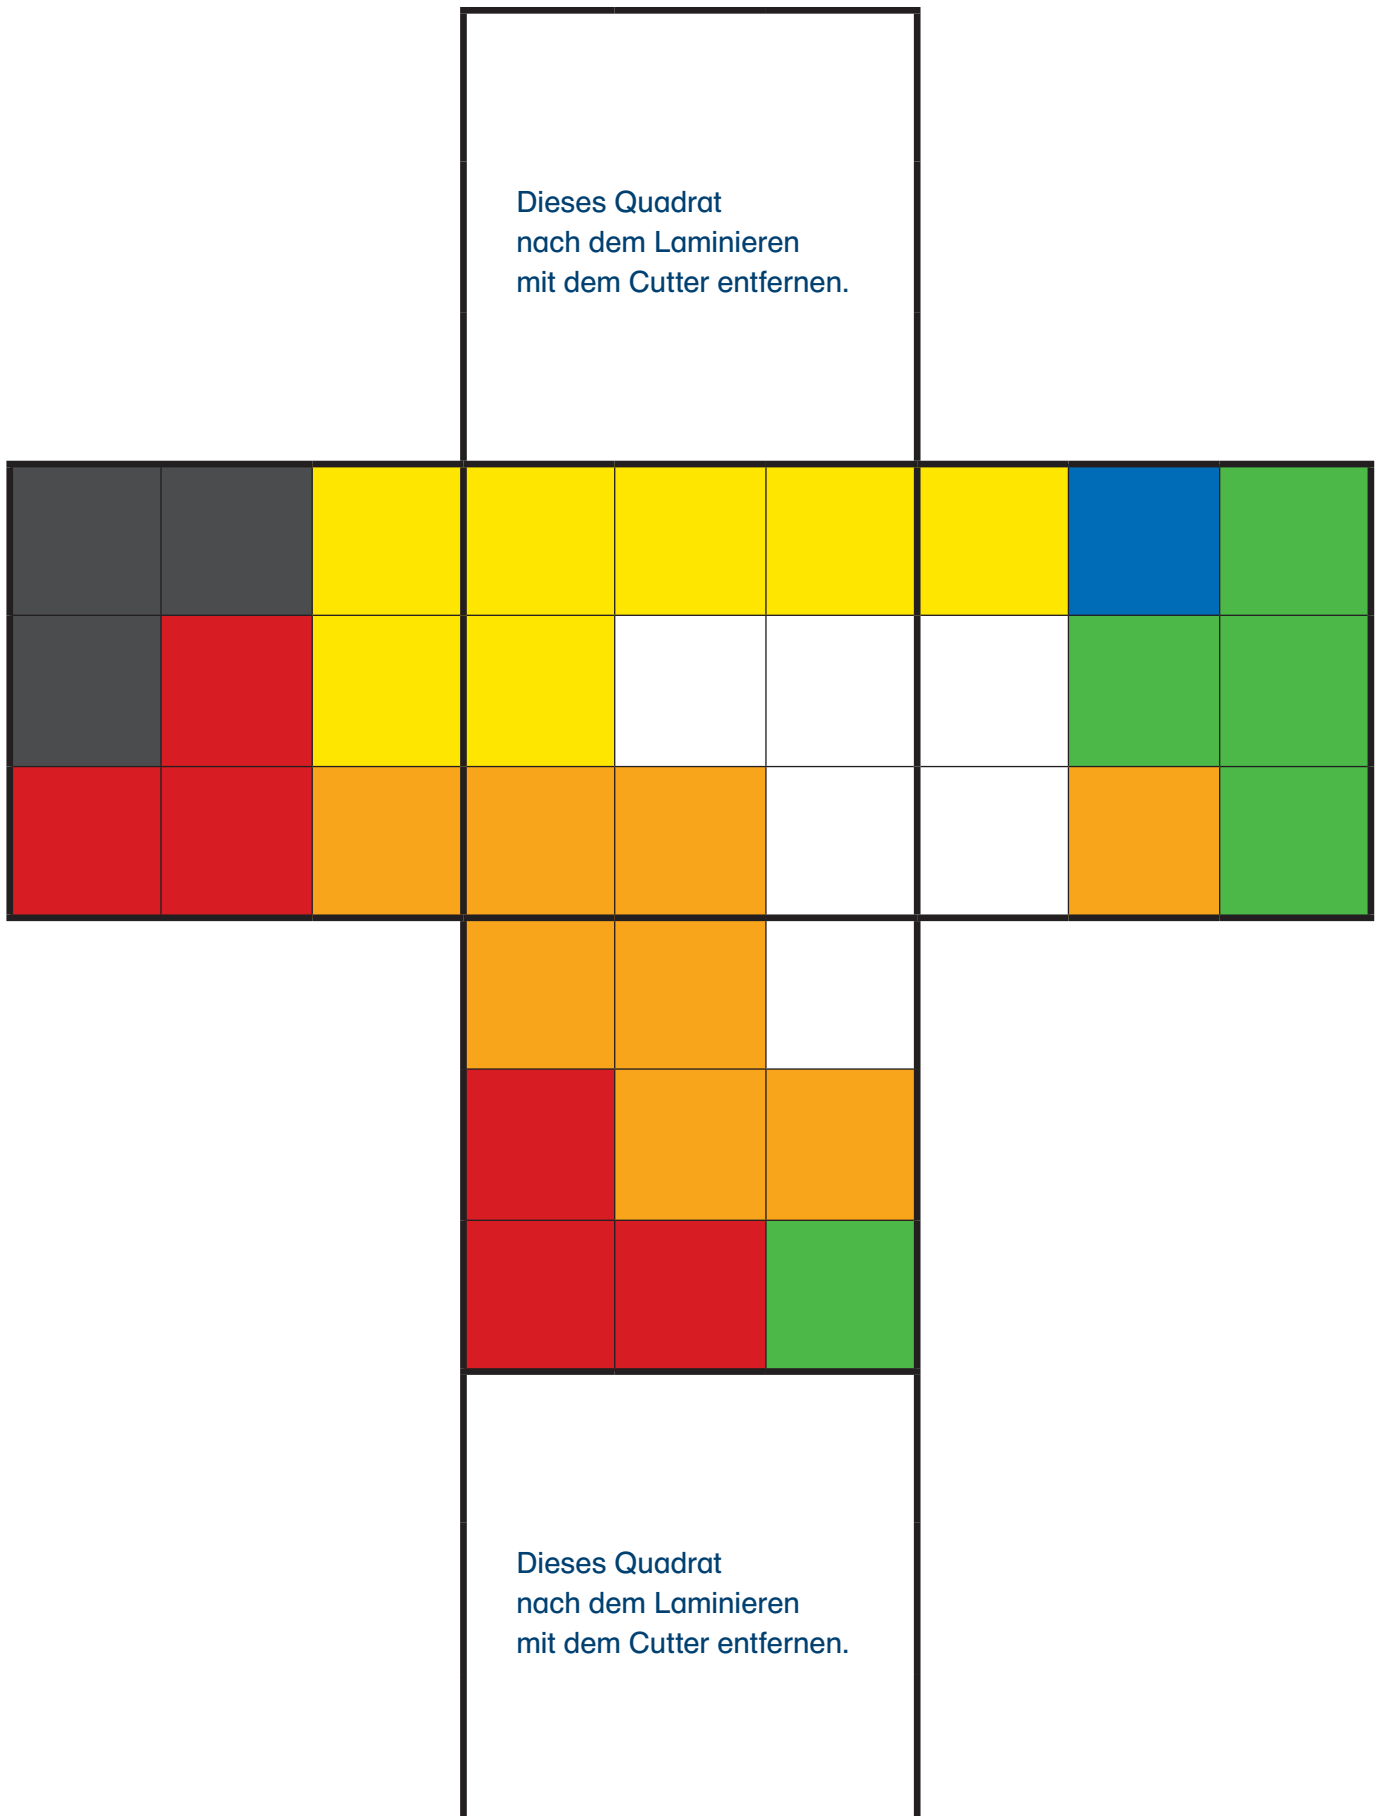 Dieses Quadrat
nach dem Laminieren
mit dem Cutter entfernen.
Dieses Quadrat
nach dem Laminieren
mit dem Cutter entfernen.